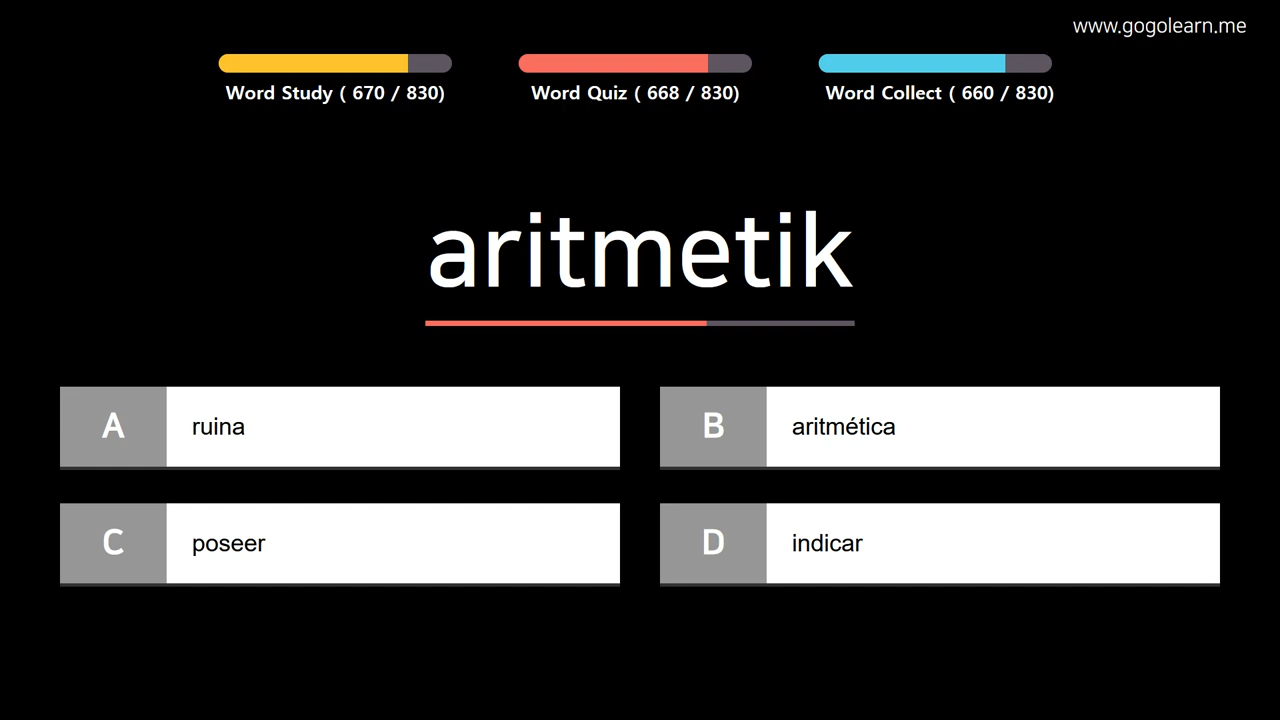 www.gogolearn.me
Word Study ( 670 / 830)
Word Quiz ( 668 / 830)
Word Collect ( 660 / 830)
aritmetik
A ruina
B aritmética
C poseer
D indicar